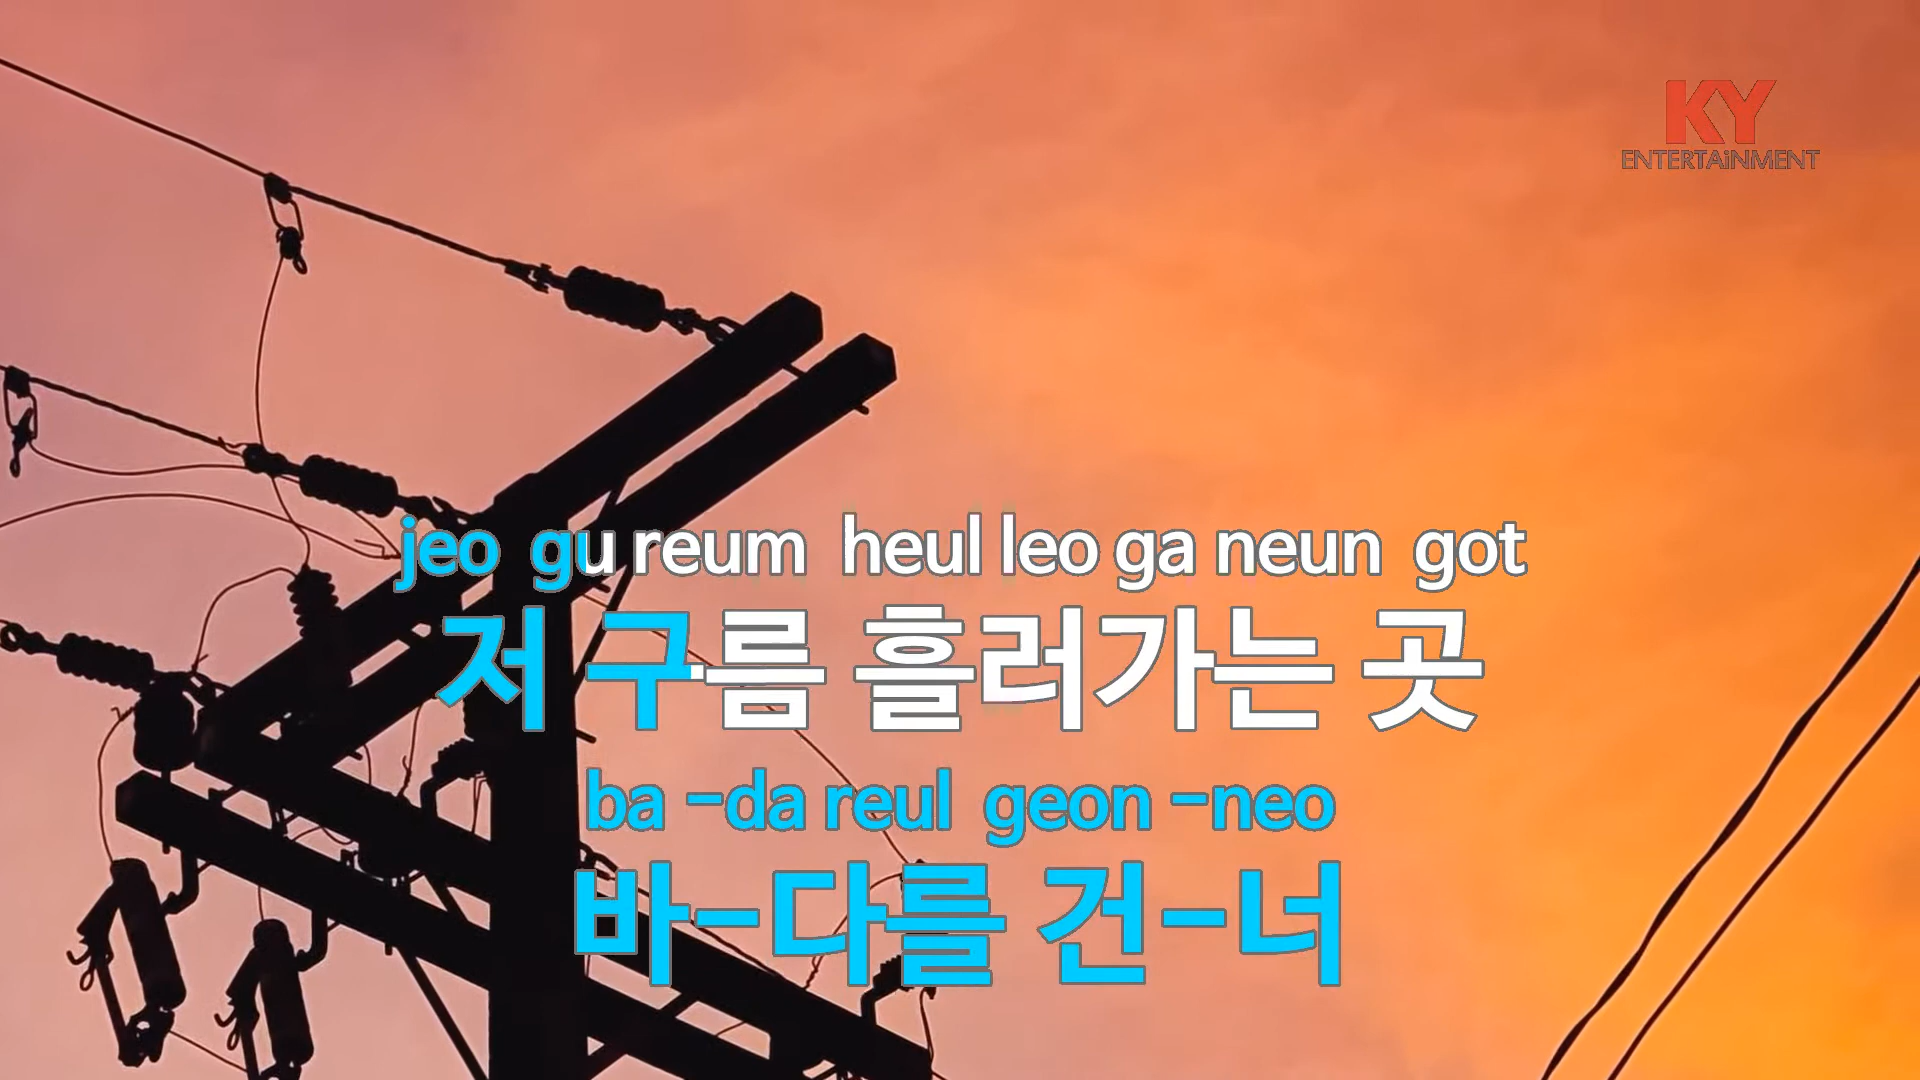 KY
ENTERTAiNMENT
jeo gu reum heul leo ga neun got
저 구름 흘러가는 곳
ba -da reul geon -neo
바-다를 건-너